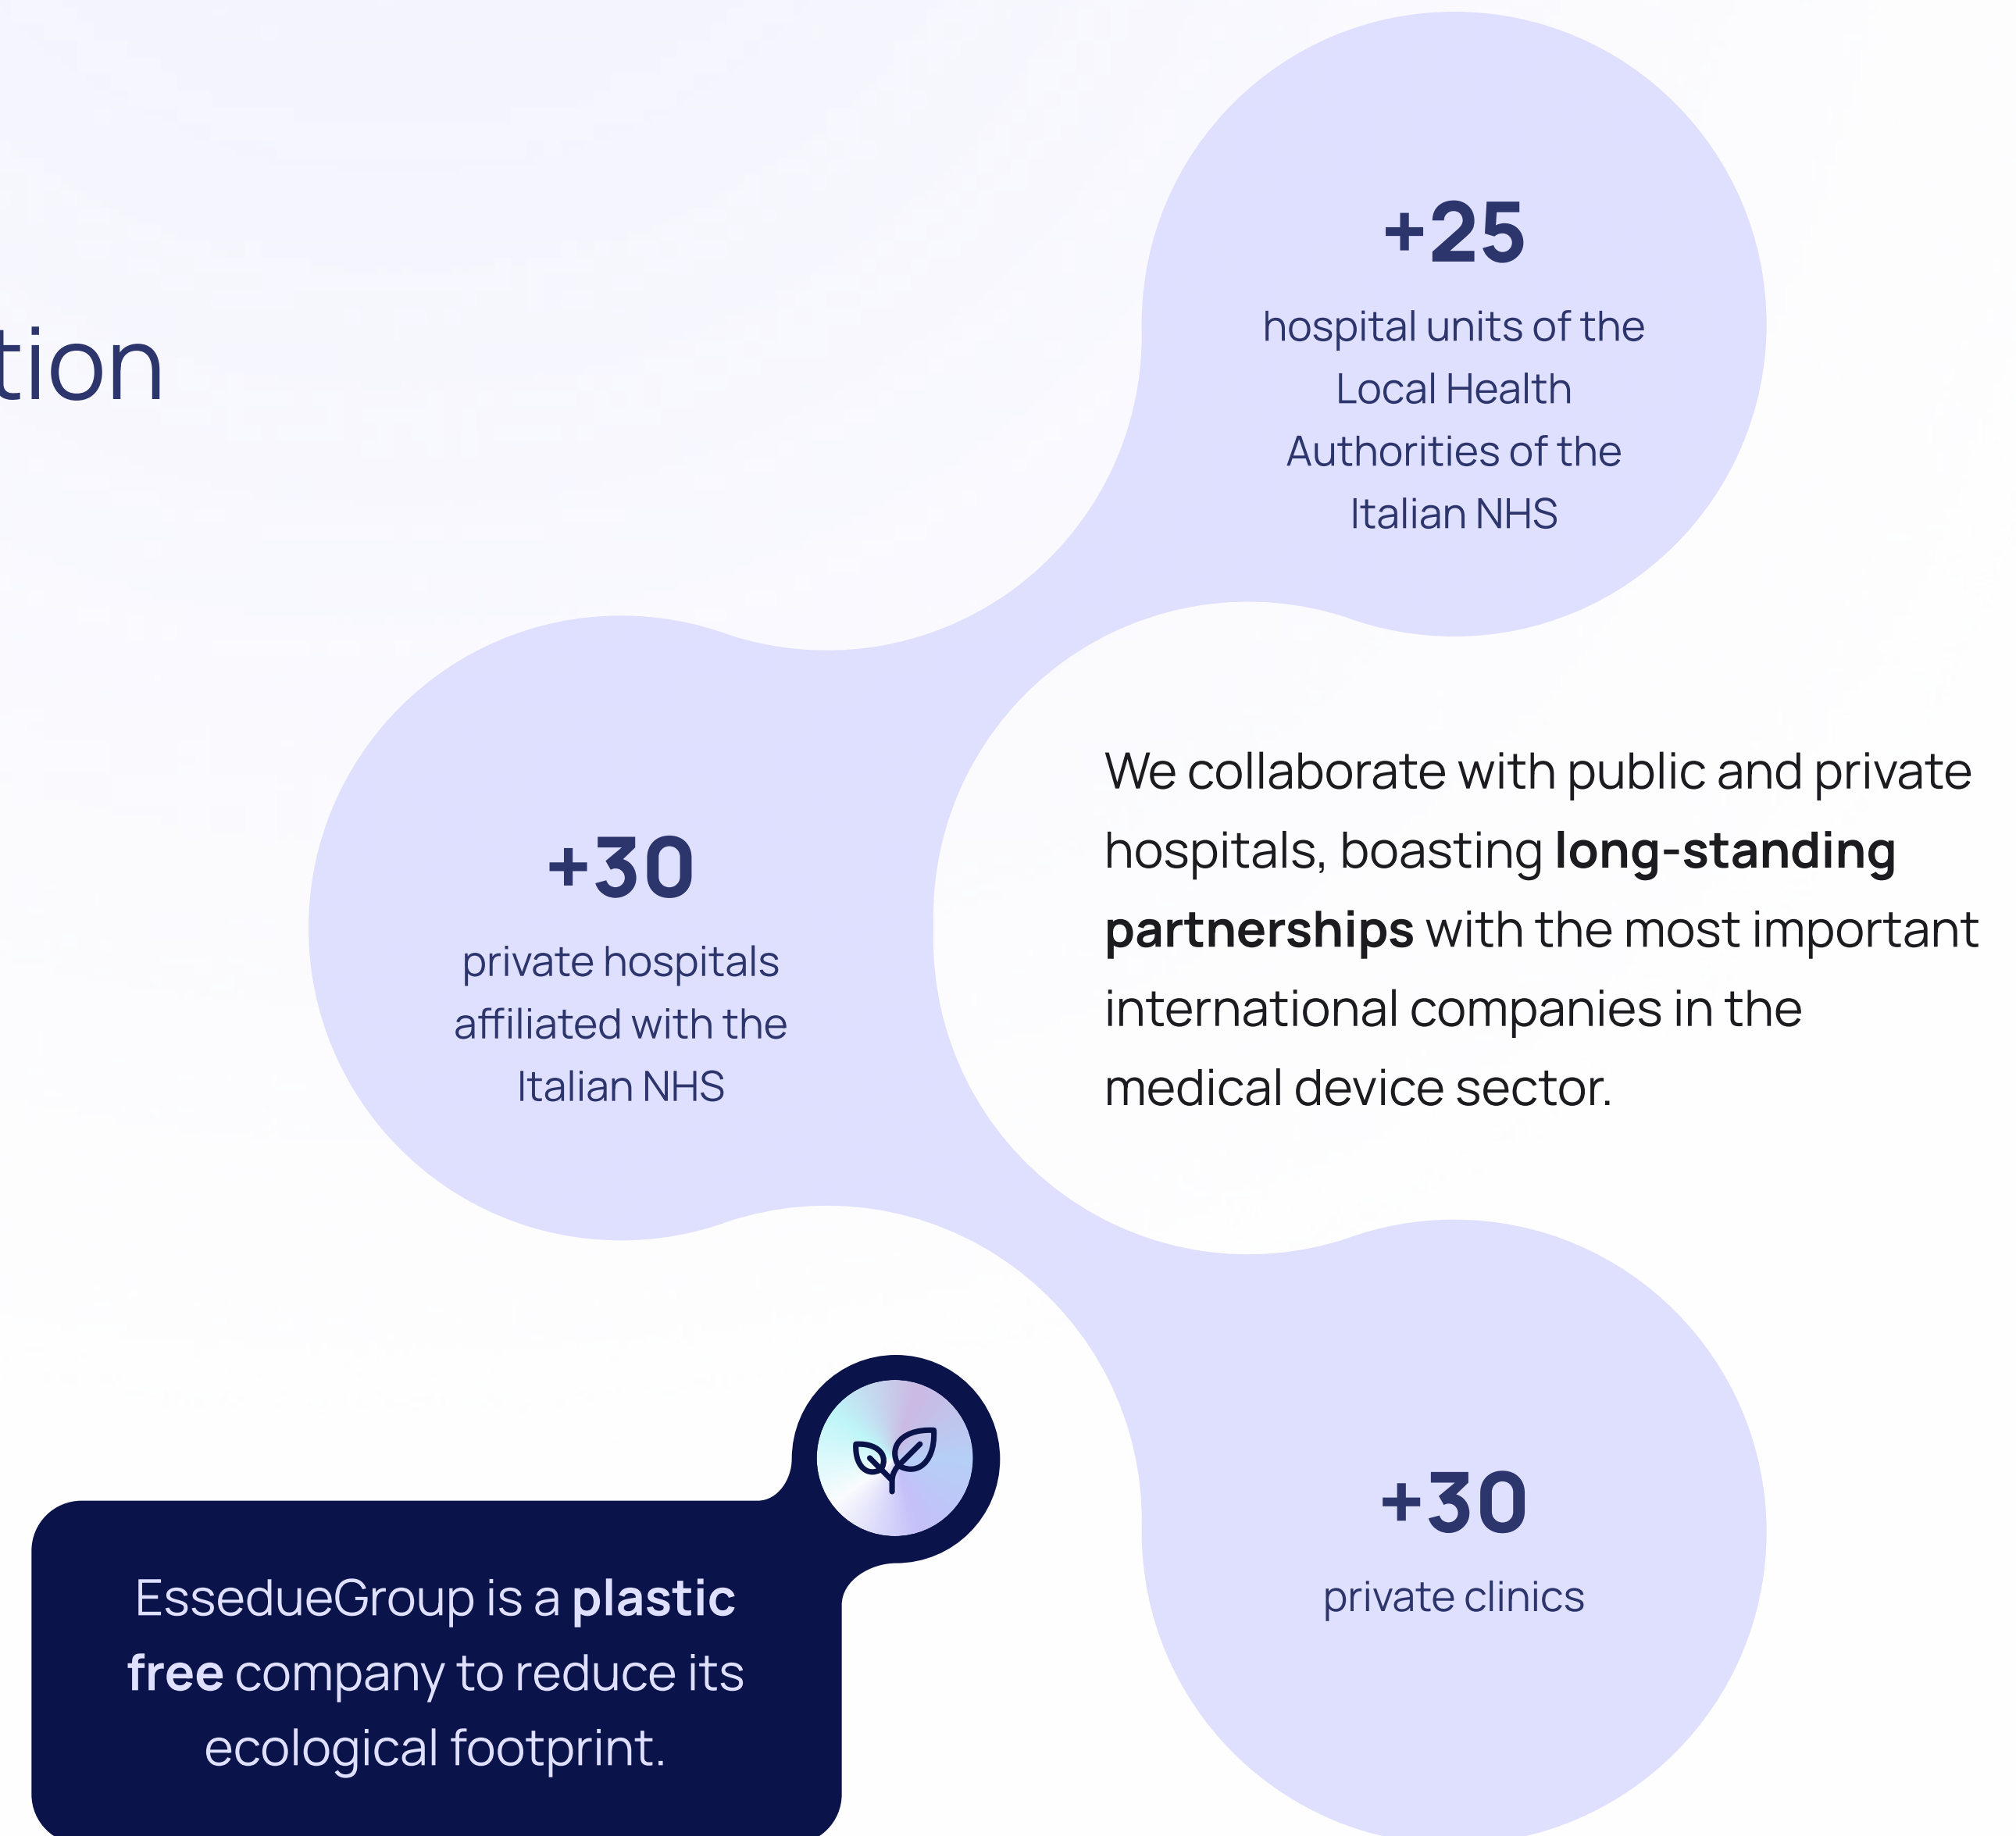 +25
hospital units of the
Local Health
Authorities of the
Italian NHS
tion
+30
private hospitals
affiliated with the
Italian NHS
We collaborate with public and private
hospitals, boasting long-standing
partnerships with the most important
international companies in the
medical device sector.
+30
private clinics
EssedueGroup is a plastic
free company to reduce its
ecological footprint.